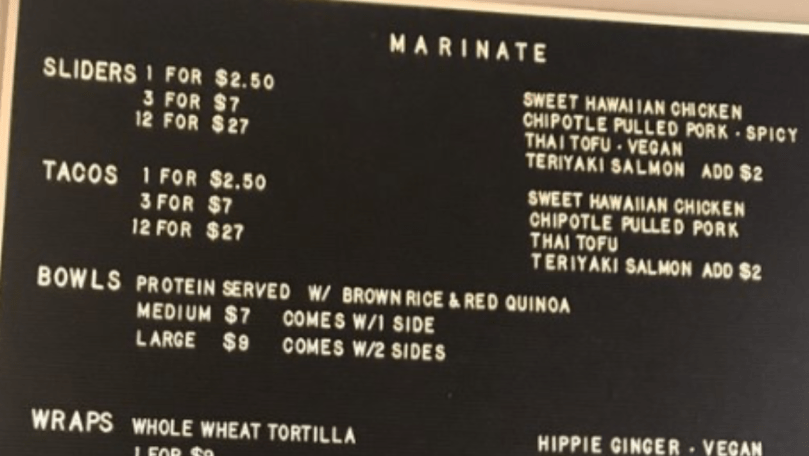 MARINATE
SLIDERS 1 FOR $2.50
3 FOR $7
12 FOR $27
SWEET HAWAIIAN CHICKEN
CHIPOTLE PULLED PORK - SPICY
THAI TOFU - VEGAN
TERIYAKI SALMON ADD $2
TACOS 1 FOR $2.50
3 FOR $7
12 FOR $27
SWEET HAWAIIAN CHICKEN
CHIPOTLE PULLED PORK
THAI TOFU
TERIYAKI SALMON ADD $2
BOWLS PROTEIN SERVED W/ BROWN RICE & RED QUINOA
MEDIUM $7 COMES W/1 SIDE
LARGE $9 COMES W/2 SIDES
WRAPS WHOLE WHEAT TORTILLA HIPPIE GINGER - VEGAN
1 FOR $9